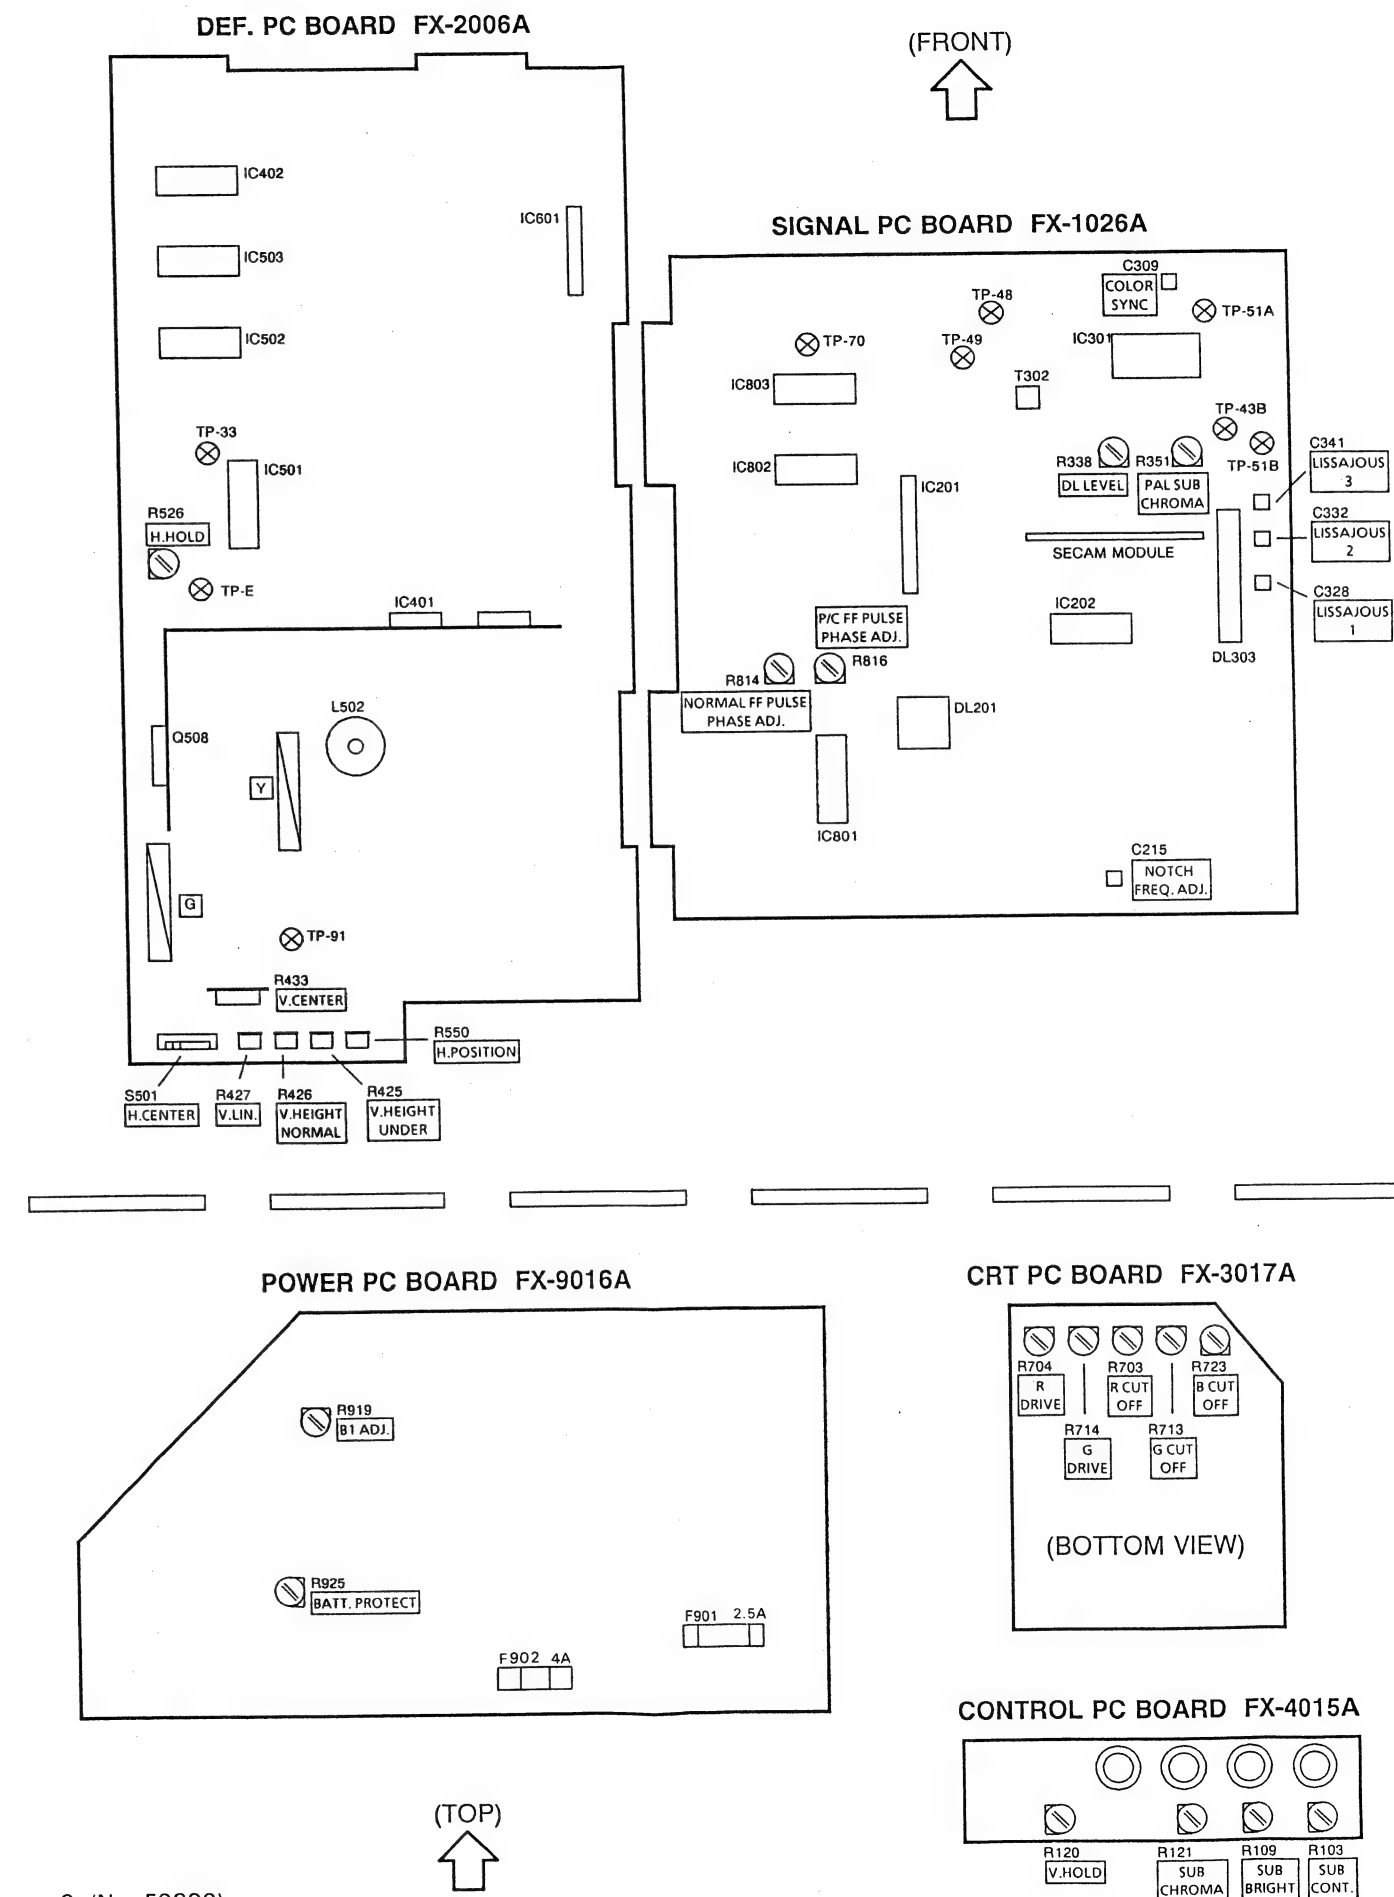 DEF. PC BOARD FX-2006A
(FRONT)
IC402
IC601
IC503
IC502
TP-33
IC501
R526
H.HOLD
TP-E
IC401
L502
Q508
Y
G
TP-91
R433
V.CENTER
R550
H.POSITION
S501
H.CENTER
R427
V.LIN.
R426
V.HEIGHT
NORMAL
R425
V.HEIGHT
UNDER
SIGNAL PC BOARD FX-1026A
C309
COLOR
SYNC
TP-48
TP-51A
TP-70
TP-49
IC301
IC803
T302
TP-43B
C341
LISSAJOUS
3
R338
DL LEVEL
R351
PAL SUB
CHROMA
TP-51B
IC802
IC201
C332
LISSAJOUS
2
SECAM MODULE
C328
LISSAJOUS
1
IC202
P/C FF PULSE
PHASE ADJ.
R816
DL303
R814
NORMAL FF PULSE
PHASE ADJ.
DL201
IC801
C215
NOTCH
FREQ. ADJ.
POWER PC BOARD FX-9016A
R919
B1 ADJ.
R925
BATT. PROTECT
F901 2.5A
F902 4A
(TOP)
CRT PC BOARD FX-3017A
R704
R
DRIVE
R703
R CUT
OFF
R723
B CUT
OFF
R714
G
DRIVE
R713
G CUT
OFF
(BOTTOM VIEW)
CONTROL PC BOARD FX-4015A
R120
V.HOLD
R121
SUB
CHROMA
R109
SUB
BRIGHT
R103
SUB
CONT.